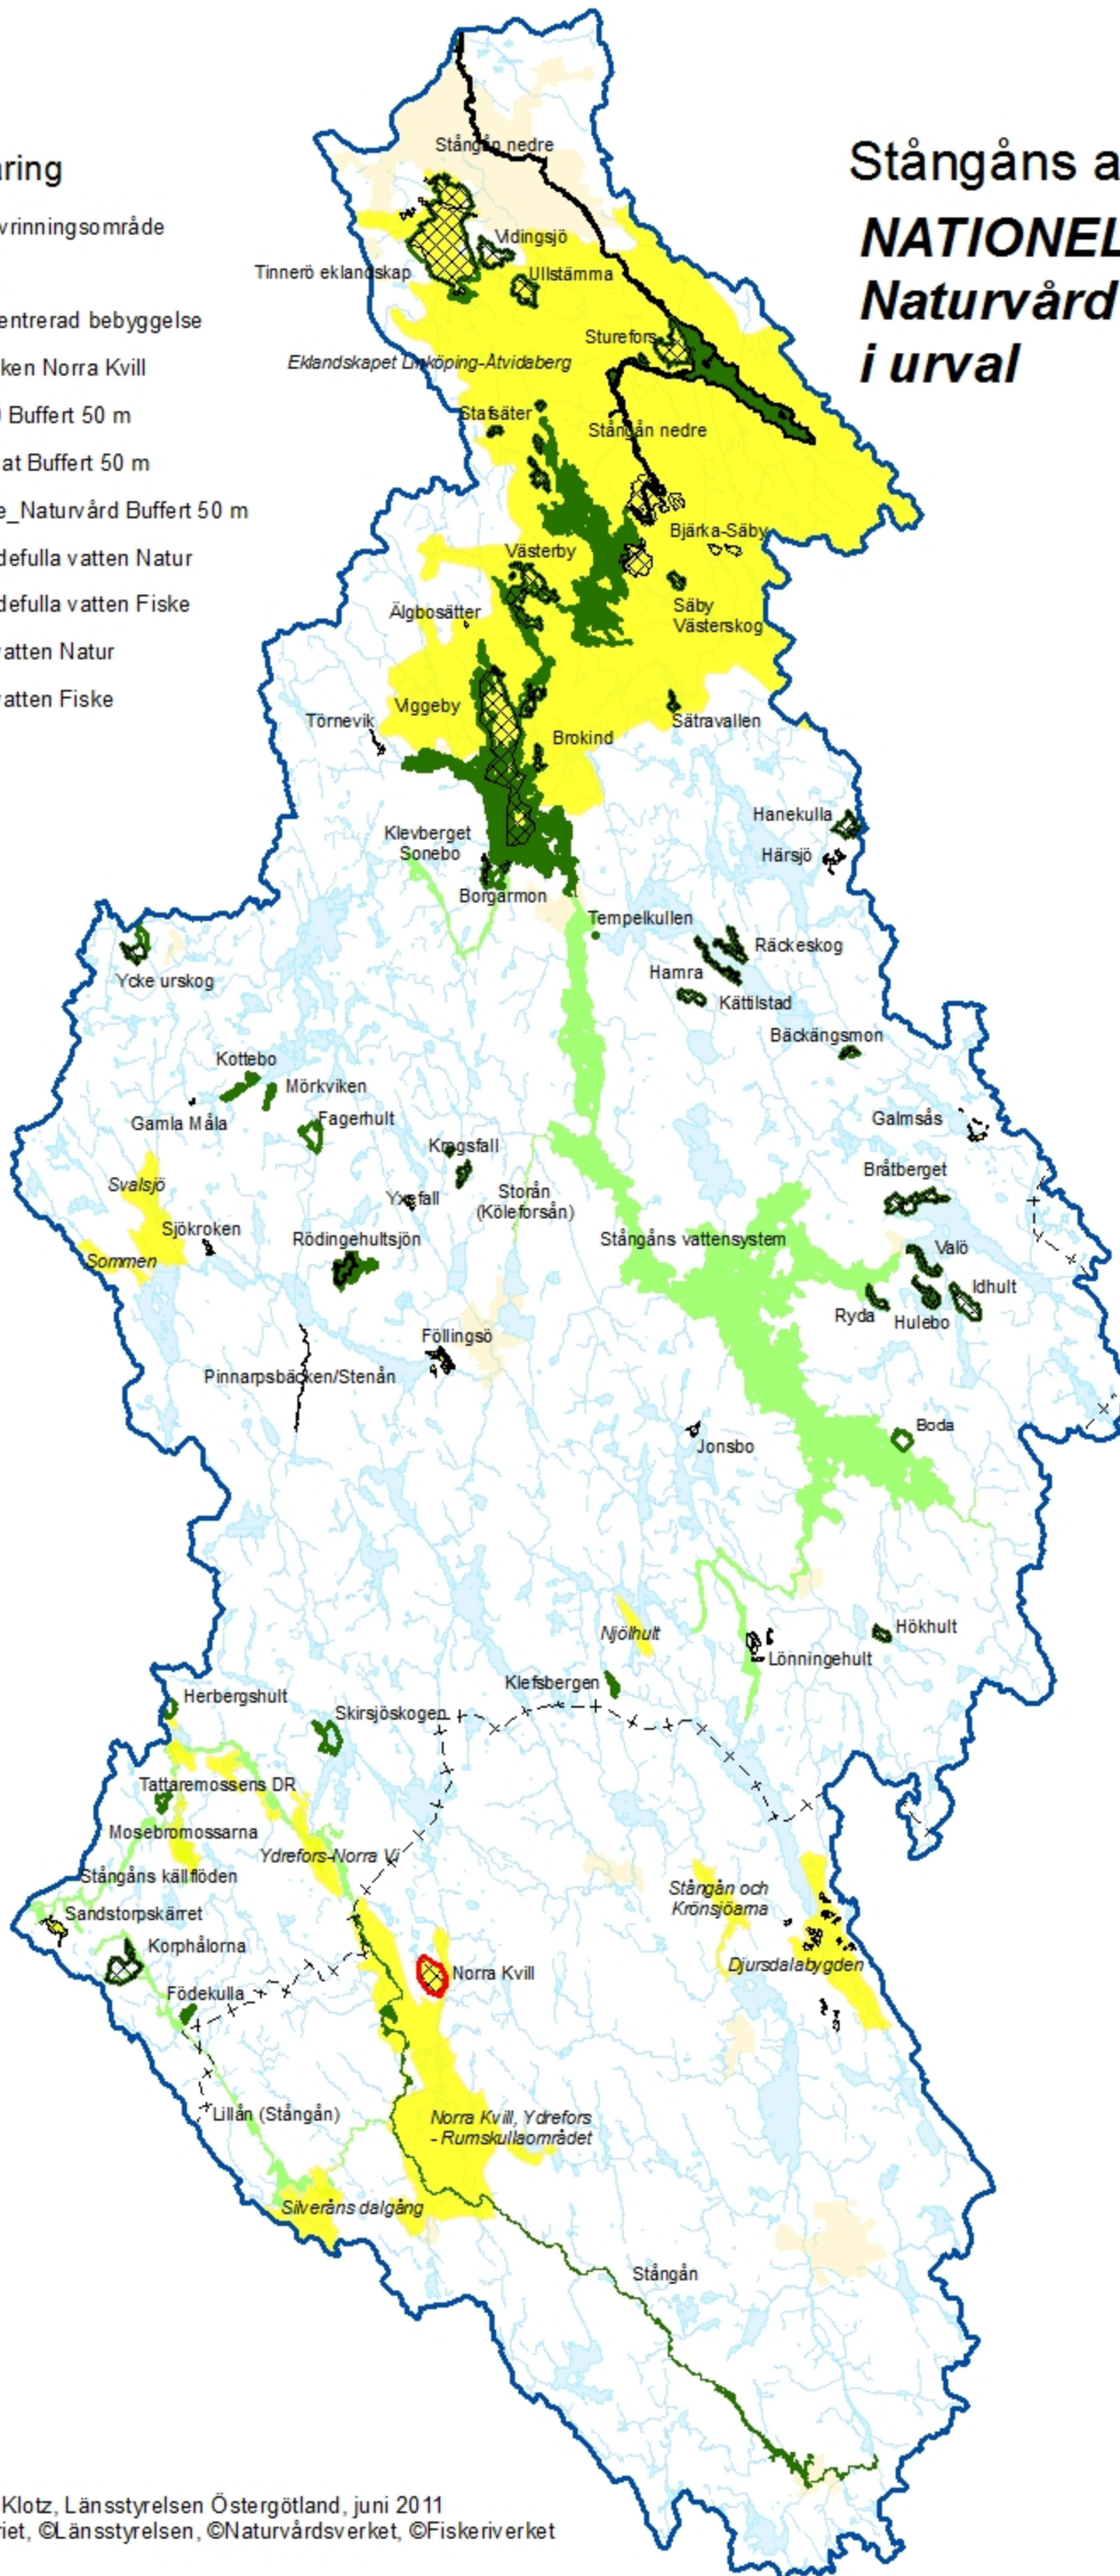 Stångåns a
NATIONEL
Naturvård
i urval
aring
vrinningsområde
entrerad bebyggelse
ken Norra Kvill
Buffert 50 m
at Buffert 50 m
e_Naturvård Buffert 50 m
defulla vatten Natur
defulla vatten Fiske
vatten Natur
vatten Fiske
Stångån nedre
Vidingsjö
Tinnerö eklandskap
Ullstämma
Sturefors
Eklandskapet Linköping-Åtvidaberg
Stafsäter
Stångån nedre
Bjärka-Säby
Västerby
Älgbosätter
Säby
Västerskog
Viggeby
Törnevik
Sätravallen
Brokind
Hanekulla
Klevberget
Sonebo
Härsjö
Borgarmon
Tempelkullen
Räckeskog
Ycke urskog
Hamra
Kättilstad
Bäckängsmon
Kottebo
Mörkviken
Gamla Måla
Fagerhult
Galmsås
Krogsfall
Bråtberget
Svalsjö
Yxefall
Storån
(Köleforsån)
Sjökroken
Rödingehultsjön
Stångåns vattensystem
Valö
Sommen
Idhult
Ryda
Hulebo
Föllingsö
Pinnarpsbäcken/Stenån
Boda
Jonsbo
Njölhult
Hökhult
Lönningehult
Klefsbergen
Herbergshult
Skirsjöskogen
Tattaremossens DR
Mosebromossarna
Ydrefors-Norra Vi
Stångåns källflöden
Stångån och
Krönsjöarna
Sandstorpskärret
Korphålorna
Djursdalabygden
Norra Kvill
Födekulla
Lillån (Stångån)
Norra Kvill, Ydrefors
- Rumskullaområdet
Silveråns dalgång
Stångån
Klotz, Länsstyrelsen Östergötland, juni 2011
riet, ©Länsstyrelsen, ©Naturvårdsverket, ©Fiskeriverket